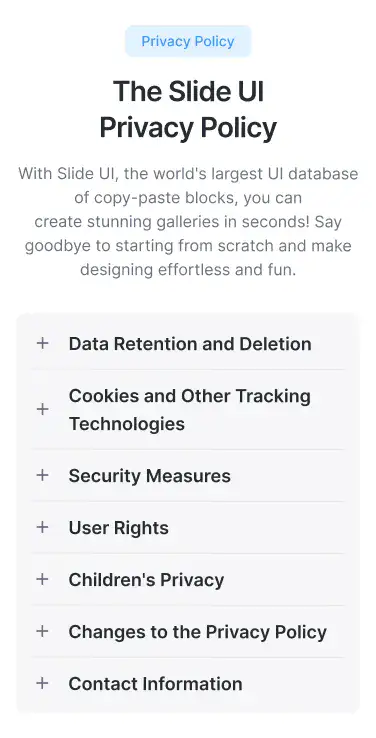 Privacy Policy
The Slide UI
Privacy Policy
With Slide UI, the world's largest UI database
of copy-paste blocks, you can
create stunning galleries in seconds! Say
goodbye to starting from scratch and make
designing effortless and fun.
Data Retention and Deletion
Cookies and Other Tracking
Technologies
Security Measures
User Rights
Children's Privacy
Changes to the Privacy Policy
Contact Information